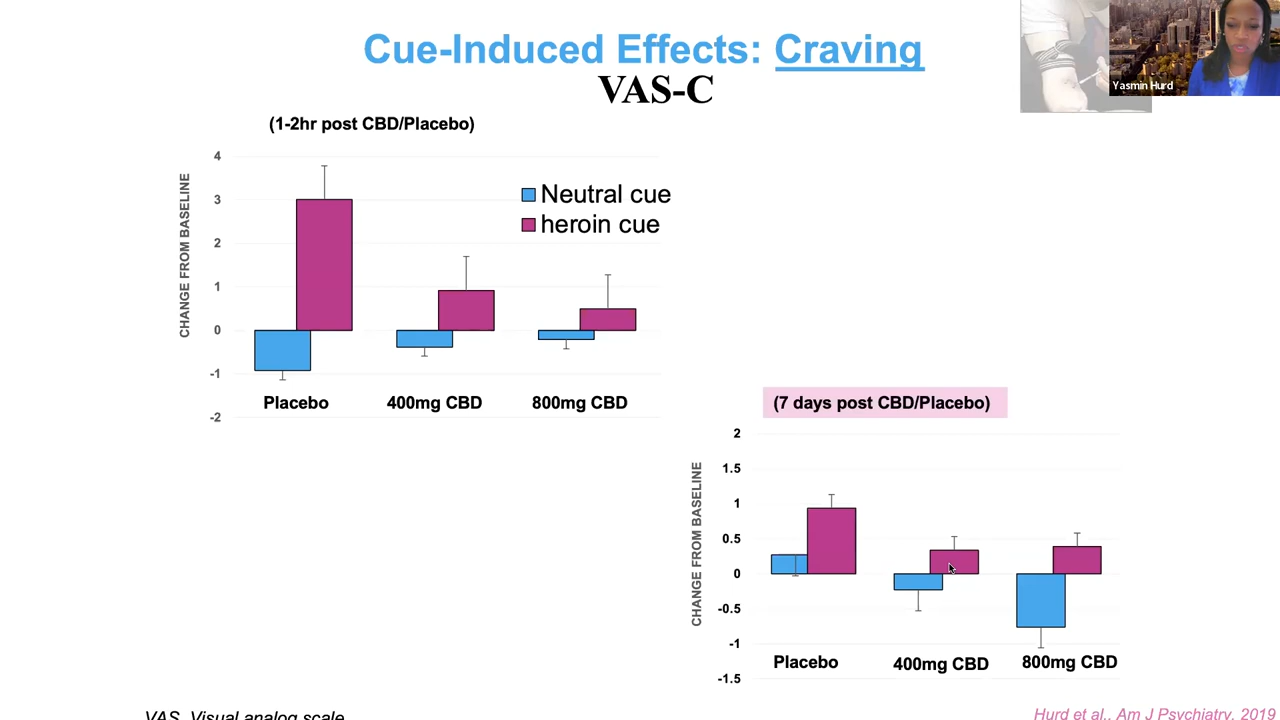 Cue-Induced Effects: Craving
VAS-C
Yasmin Hurd
(1-2hr post CBD/Placebo)
CHANGE FROM BASELINE
4
3
2
1
0
-1
-2
Neutral cue
heroin cue
Placebo
400mg CBD
800mg CBD
(7 days post CBD/Placebo)
CHANGE FROM BASELINE
2
1.5
1
0.5
0
-0.5
-1
-1.5
Placebo
400mg CBD
800mg CBD
VAS, Visual analog scale
Hurd et al., Am J Psychiatry, 2019